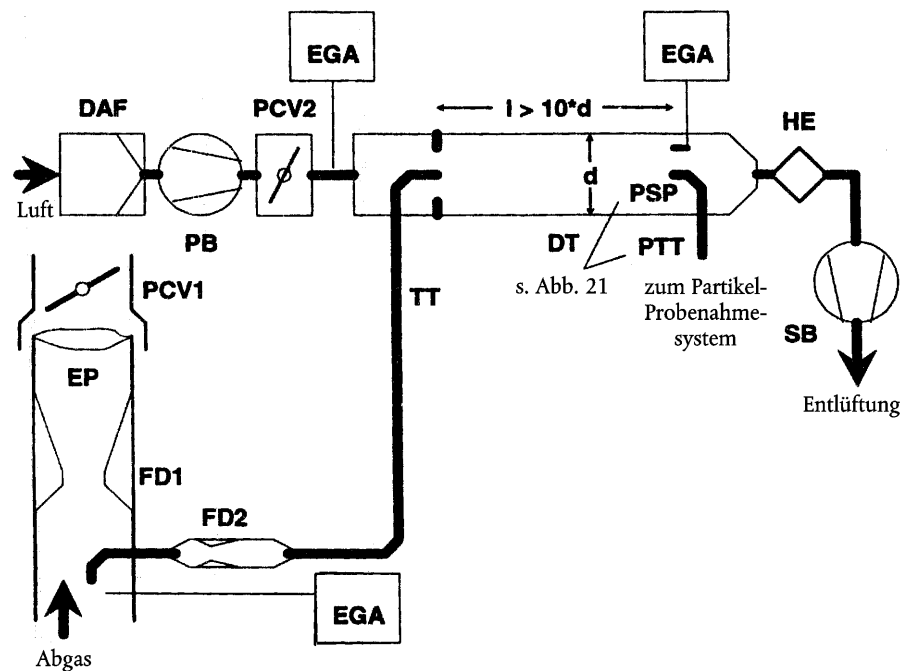 EGA
EGA
DAF
PCV2
l > 10*d
HE
Luft
d
PSP
PB
DT
PTT
PCV1
TT
s. Abb. 21
zum Partikel-
Probenahme-
system
SB
EP
Entlüftung
FD1
FD2
EGA
Abgas